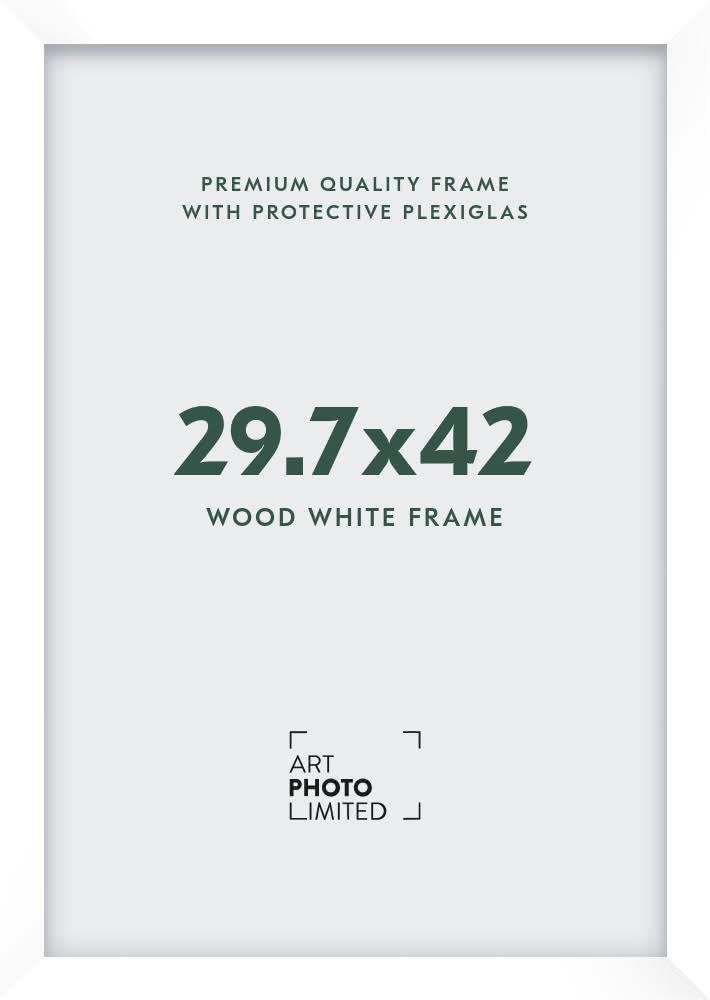 PREMIUM QUALITY FRAME
WITH PROTECTIVE PLEXIGLAS
29.7x42
WOOD WHITE FRAME
ART
PHOTO
LIMITED